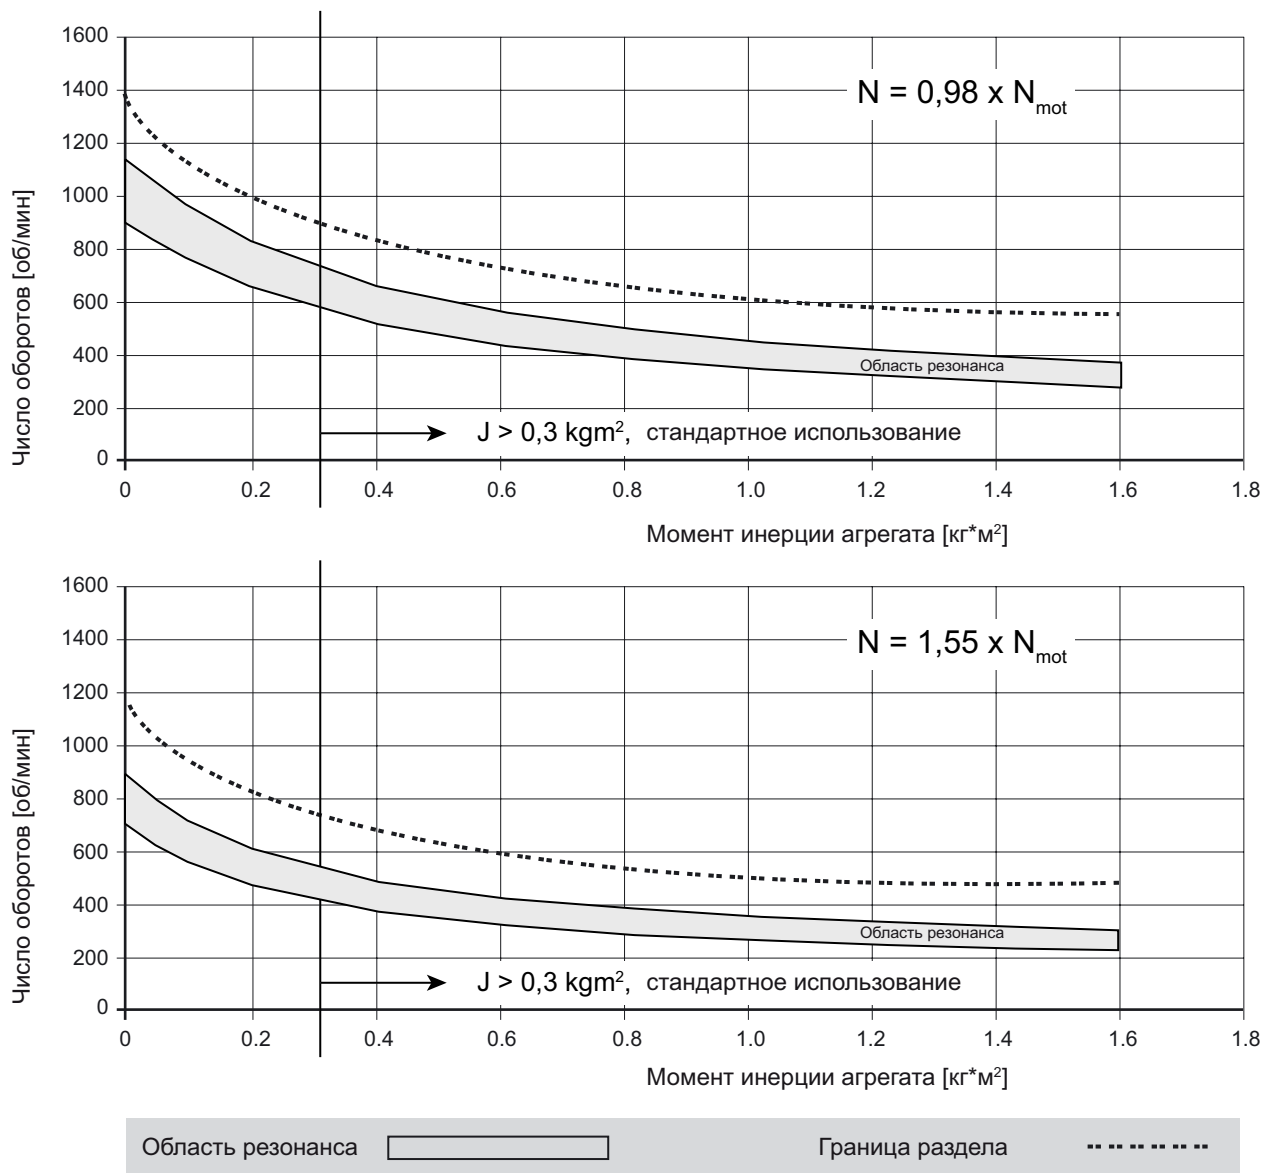 1600
1400
1200
1000
800
600
400
200
0
Число оборотов [об/мин]
N = 0,98 x Nmot
Область резонанса
J > 0,3 kgm², стандартное использование
0 0.2 0.4 0.6 0.8 1.0 1.2 1.4 1.6 1.8
Момент инерции агрегата [кг*м²]
1600
1400
1200
1000
800
600
400
200
0
Число оборотов [об/мин]
N = 1,55 x Nmot
Область резонанса
J > 0,3 kgm², стандартное использование
0 0.2 0.4 0.6 0.8 1.0 1.2 1.4 1.6 1.8
Момент инерции агрегата [кг*м²]
Область резонанса Граница раздела